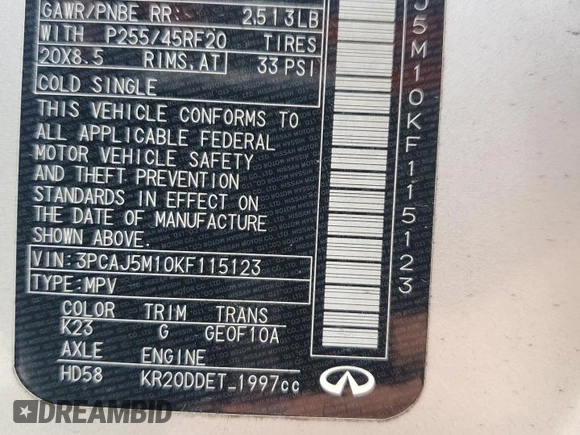 GAWR/PNBE RR: 2,513LB
WITH P255/45RF20 TIRES
20X8.5 RIMS,AT 33 PSI
COLD SINGLE
THIS VEHICLE CONFORMS TO
ALL APPLICABLE FEDERAL
MOTOR VEHICLE SAFETY
AND THEFT PREVENTION
STANDARDS IN EFFECT ON
THE DATE OF MANUFACTURE
SHOWN ABOVE.
VIN: 3PCAJ5M10KF115123
TYPE: MPV
COLOR TRIM TRANS
K23 G GE0F10A
AXLE ENGINE
HD58 KR20DDET_1997cc
J5M10KF115123
DREAMBID